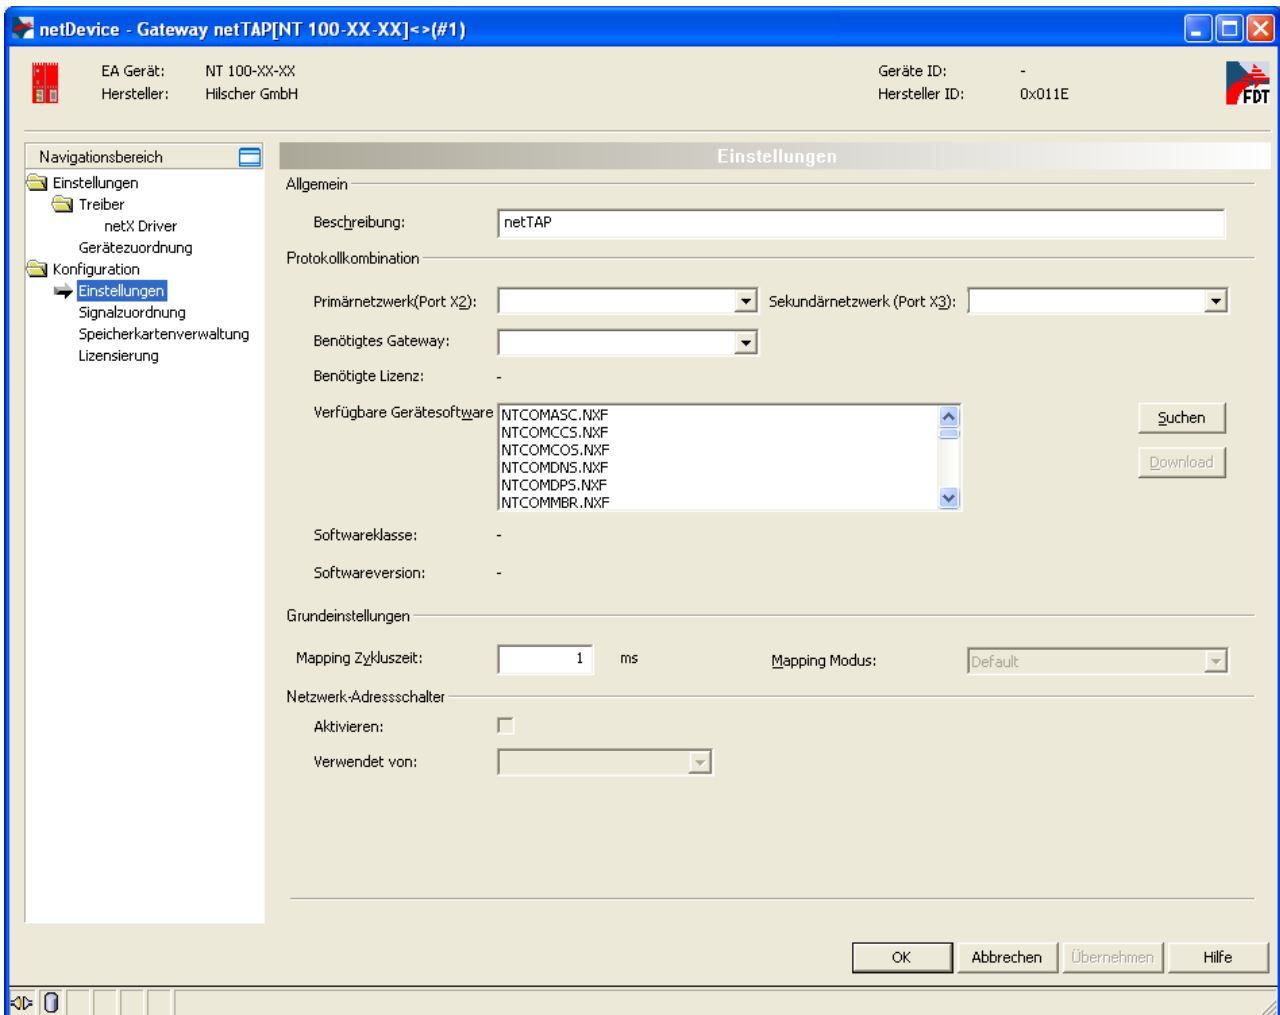 netDevice - Gateway netTAP[NT 100-XX-XX]<>(#1)
EA Gerät: NT 100-XX-XX Geräte ID: -
Hersteller: Hilscher GmbH Hersteller ID: 0x011E
FDT
Navigationsbereich
Einstellungen
Treiber
netX Driver
Gerätezuordnung
Konfiguration
Einstellungen
Signalzuordnung
Speicherkartenverwaltung
Lizensierung
Einstellungen
Allgemein
Beschreibung: netTAP
Protokollkombination
Primärnetzwerk(Port X2): Sekundärnetzwerk (Port X3):
Benötigtes Gateway:
Benötigte Lizenz: -
Verfügbare Gerätesoftware
NTCOMASC.NXF
NTCOMCCS.NXF
NTCOMCOS.NXF
NTCOMDNS.NXF
NTCOMDPS.NXF
NTCOMMBR.NXF
Suchen
Download
Softwareklasse: -
Softwareversion: -
Grundeinstellungen
Mapping Zykluszeit: 1 ms Mapping Modus: Default
Netzwerk-Adressschalter
Aktivieren:
Verwendet von:
OK Abbrechen Übernehmen Hilfe